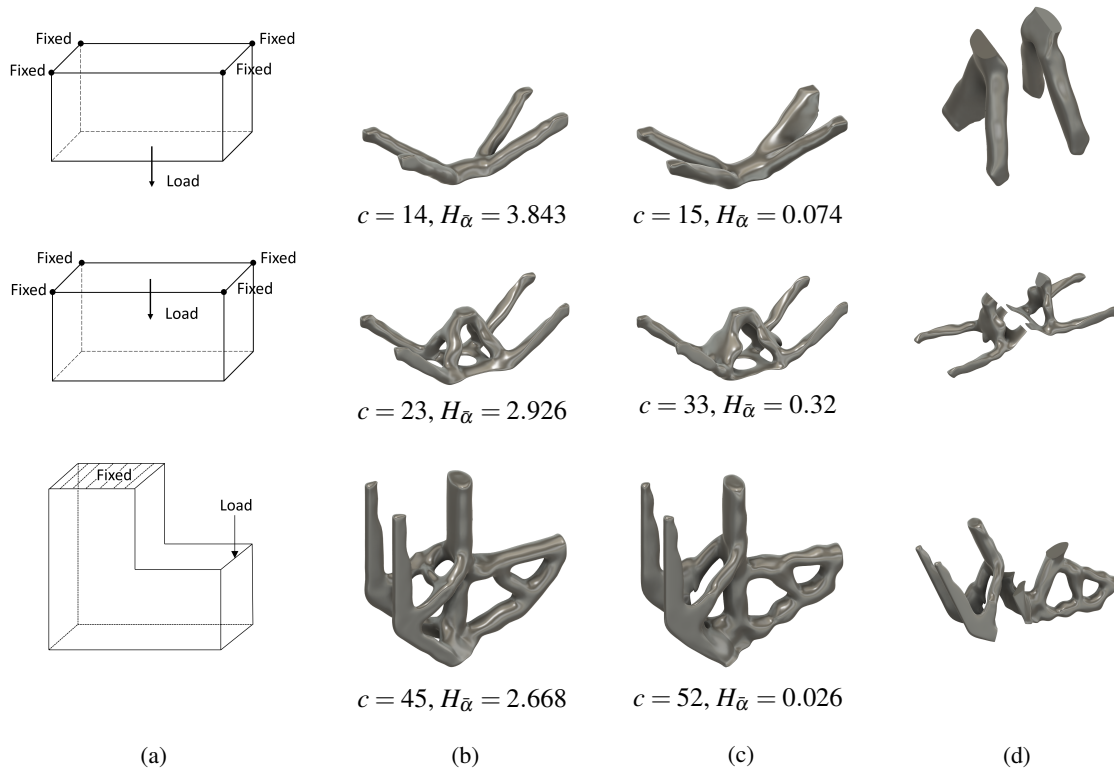 Fixed
Fixed
Fixed
Fixed
Load
c = 14, H_ᾱ = 3.843
c = 15, H_ᾱ = 0.074
Fixed
Fixed
Fixed
Fixed
Load
c = 23, H_ᾱ = 2.926
c = 33, H_ᾱ = 0.32
Fixed
Load
c = 45, H_ᾱ = 2.668
c = 52, H_ᾱ = 0.026
(a)
(b)
(c)
(d)